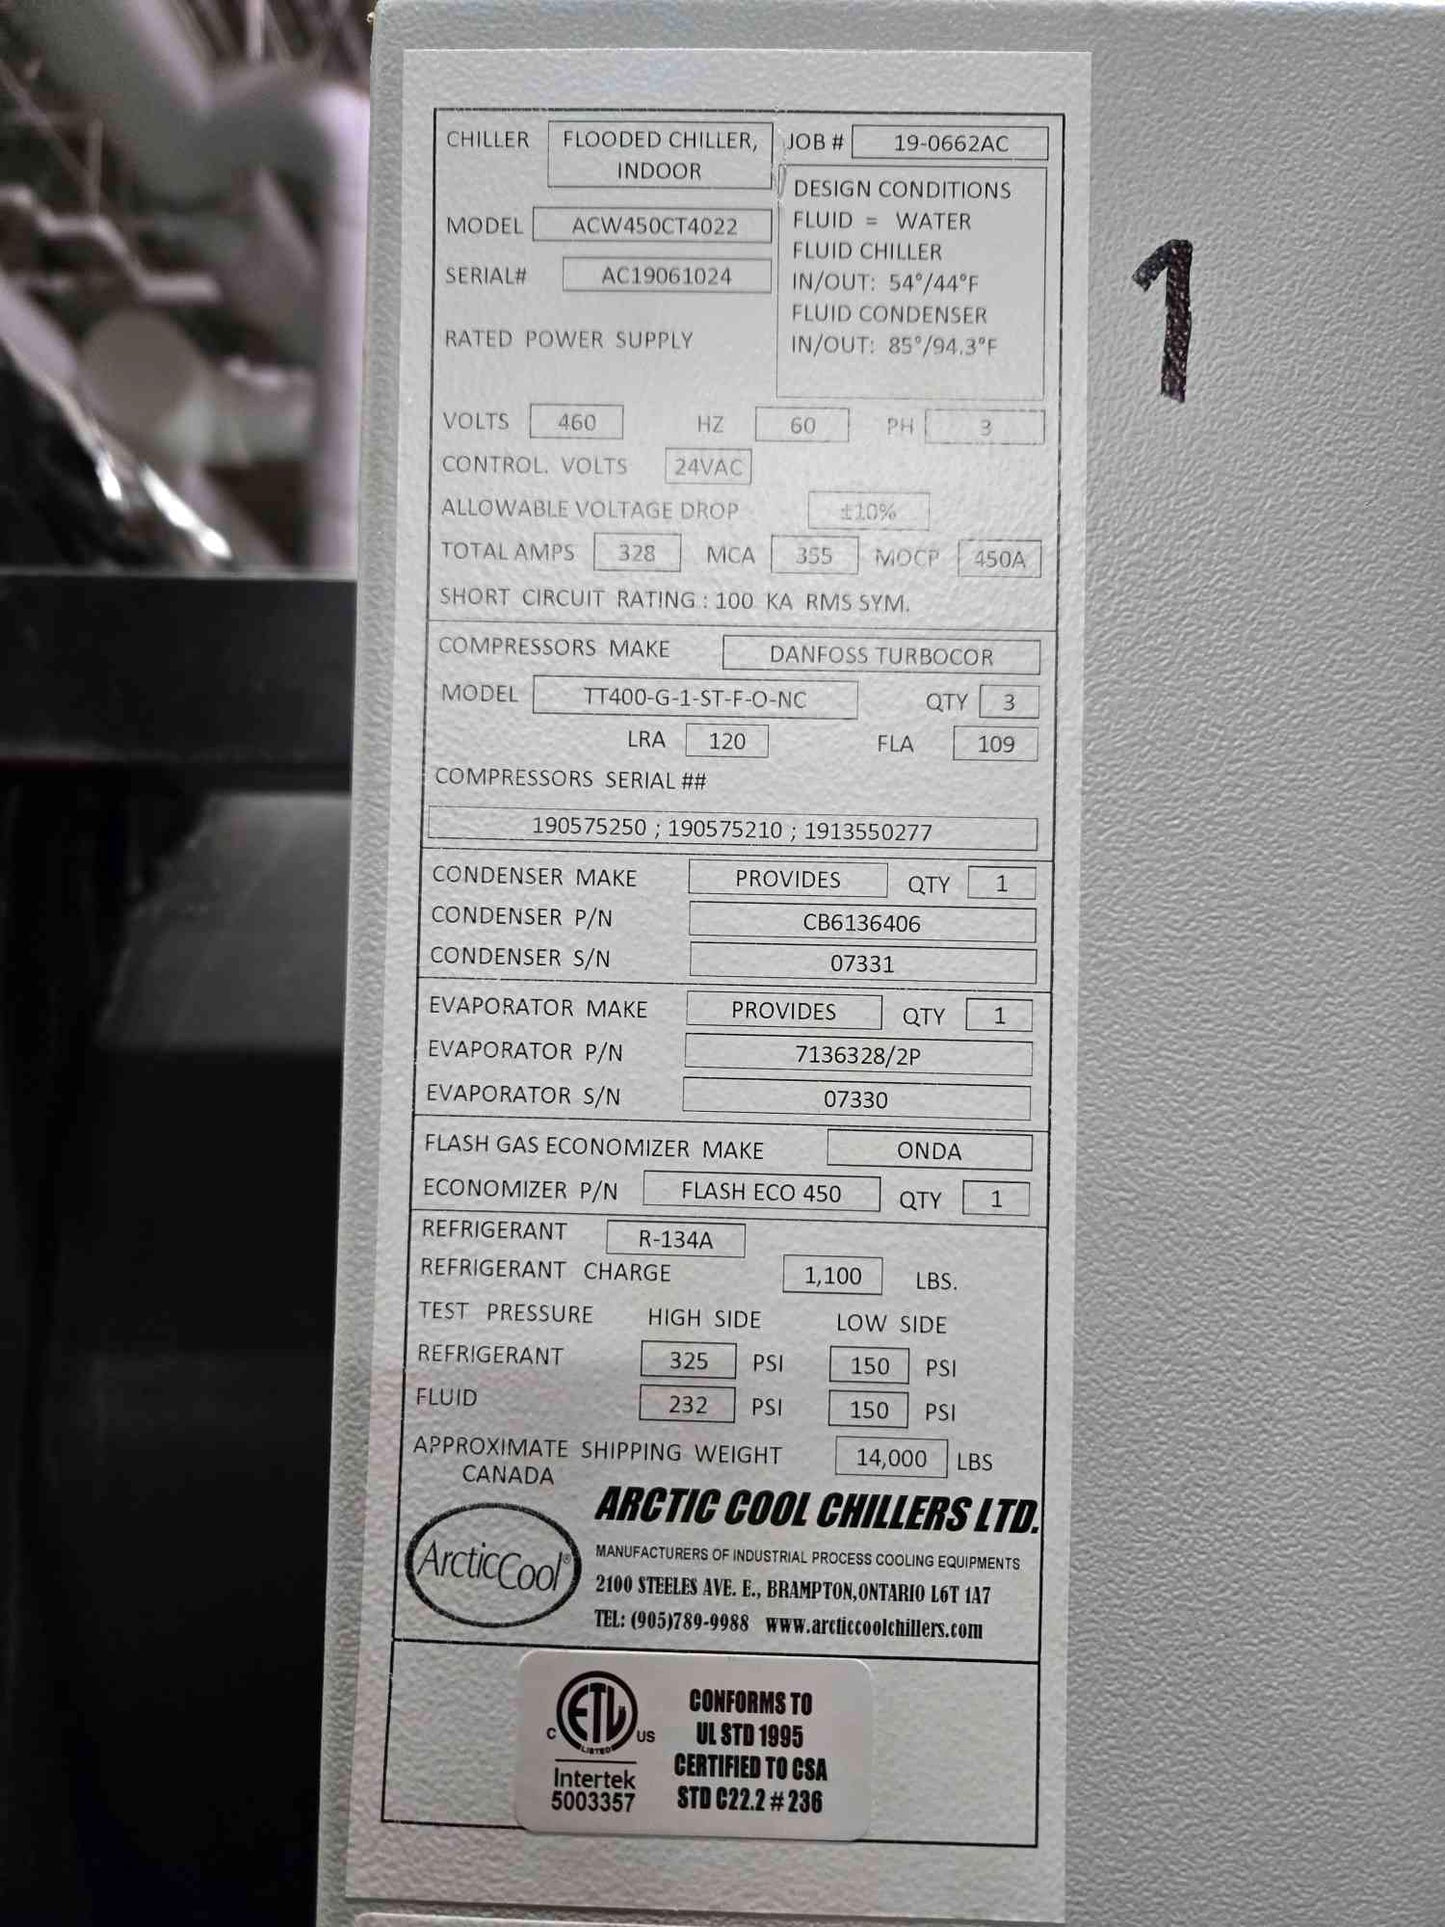 CHILLER FLOODED CHILLER, INDOOR JOB # 19-0662AC
DESIGN CONDITIONS
MODEL ACW450CT4022 FLUID = WATER
FLUID CHILLER
SERIAL# AC19061024 IN/OUT: 54°/44°F
FLUID CONDENSER
RATED POWER SUPPLY IN/OUT: 85°/94.3°F
1
VOLTS 460 HZ 60 PH 3
CONTROL. VOLTS 24VAC
ALLOWABLE VOLTAGE DROP ±10%
TOTAL AMPS 328 MCA 355 MOCP 450A
SHORT CIRCUIT RATING : 100 KA RMS SYM.
COMPRESSORS MAKE DANFOSS TURBOCOR
MODEL TT400-G-1-ST-F-O-NC QTY 3
LRA 120 FLA 109
COMPRESSORS SERIAL ##
190575250 ; 190575210 ; 1913550277
CONDENSER MAKE PROVIDES QTY 1
CONDENSER P/N CB6136406
CONDENSER S/N 07331
EVAPORATOR MAKE PROVIDES QTY 1
EVAPORATOR P/N 7136328/2P
EVAPORATOR S/N 07330
FLASH GAS ECONOMIZER MAKE ONDA
ECONOMIZER P/N FLASH ECO 450 QTY 1
REFRIGERANT R-134A
REFRIGERANT CHARGE 1,100 LBS.
TEST PRESSURE HIGH SIDE LOW SIDE
REFRIGERANT 325 PSI 150 PSI
FLUID 232 PSI 150 PSI
APPROXIMATE SHIPPING WEIGHT 14,000 LBS
CANADA
ARCTIC COOL CHILLERS LTD.
ArcticCool®
MANUFACTURERS OF INDUSTRIAL PROCESS COOLING EQUIPMENTS
2100 STEELES AVE. E., BRAMPTON,ONTARIO L6T 1A7
TEL: (905)789-9988 www.arcticcoolchillers.com
C ETL US
LISTED
Intertek
5003357
CONFORMS TO
UL STD 1995
CERTIFIED TO CSA
STD C22.2 # 236